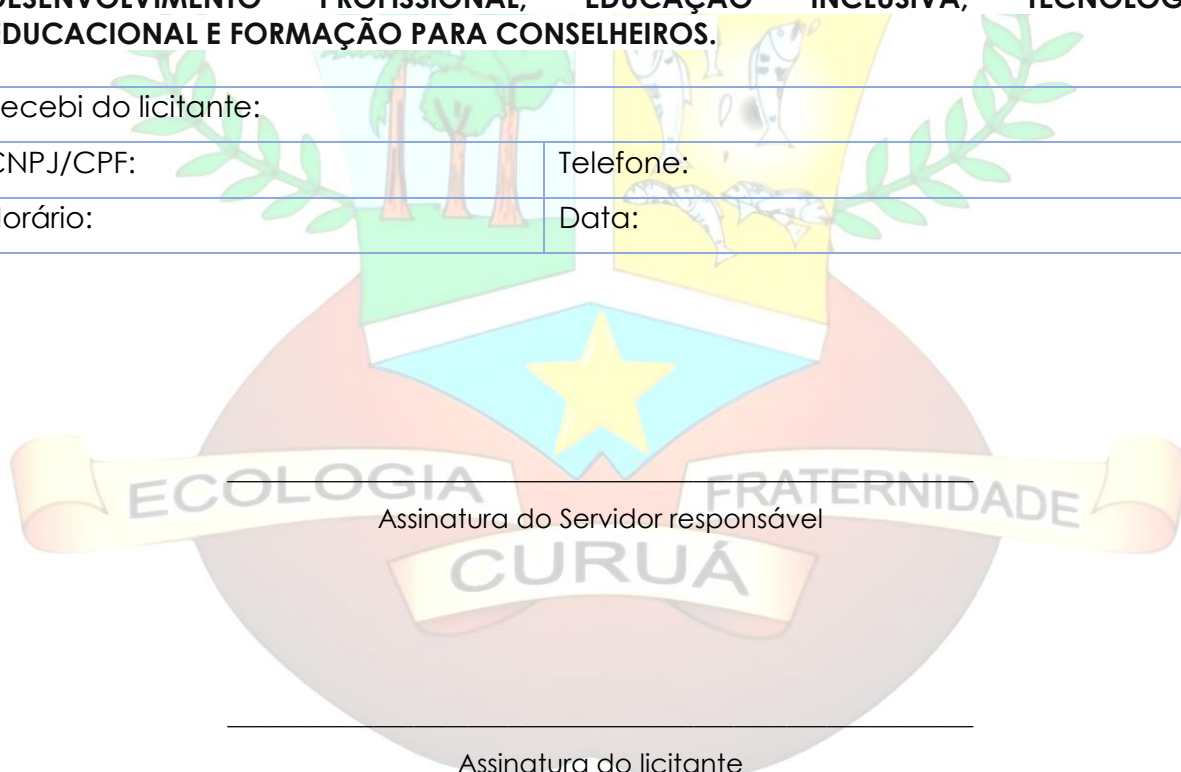 DESENVOLVIMENTO PROFISSIONAL, EDUCAÇÃO INCLUSIVA, TECNOLOG
EDUCACIONAL E FORMAÇÃO PARA CONSELHEIROS.
ecebi do licitante:
CNPJ/CPF: Telefone:
orário: Data:
ECOLOGIA FRATERNIDADE
Assinatura do Servidor responsável
CURUÁ
Assinatura do licitante